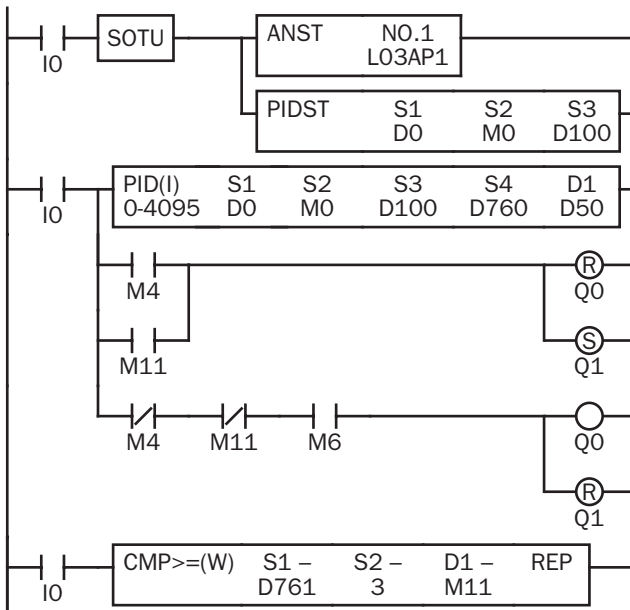 SOTU ANST NO.1
I0 L03AP1
PIDST S1 S2 S3
D0 M0 D100
PID(I) S1 S2 S3 S4 D1
I0 0-4095 D0 M0 D100 D760 D50
R
M4 Q0
S
M11 Q1
M4 M11 M6 Q0
R
Q1
CMP>=(W) S1 – S2 - D1 – REP
I0 D761 3 M11